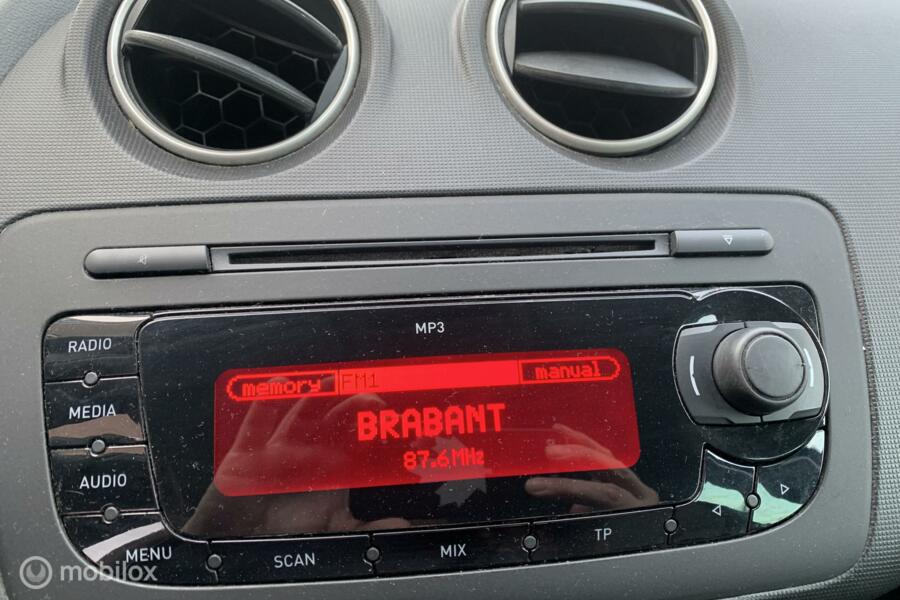 MP3
RADIO
memory FM1 manual
MEDIA
BRABANT
87.6MHz
AUDIO
MENU
SCAN
MIX
TP
mobilox